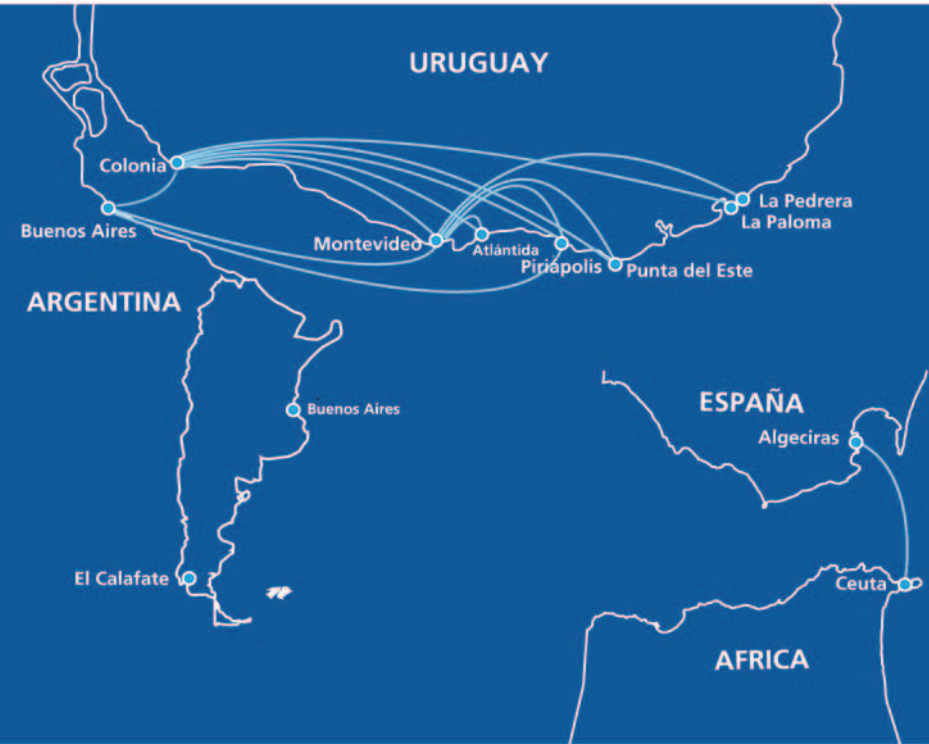 URUGUAY
Colonia
La Pedrera
La Paloma
Buenos Aires
Montevideo
Atlántida
Piriápolis
Punta del Este
ARGENTINA
Buenos Aires
ESPAÑA
Algeciras
El Calafate
Ceuta
AFRICA